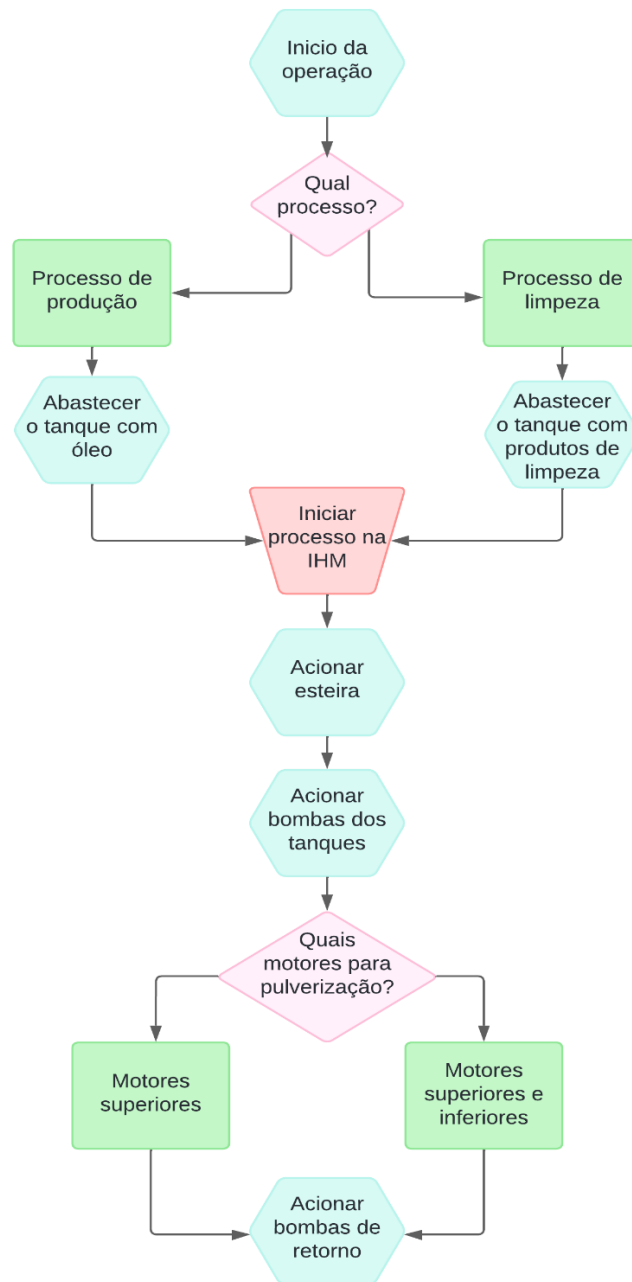 Inicio da
operação
Qual
processo?
Processo de
produção
Processo de
limpeza
Abastecer
o tanque com
óleo
Abastecer
o tanque com
produtos de
limpeza
Iniciar
processo na
IHM
Acionar
esteira
Acionar
bombas dos
tanques
Quais
motores para
pulverização?
Motores
superiores
Motores
superiores e
inferiores
Acionar
bombas de
retorno